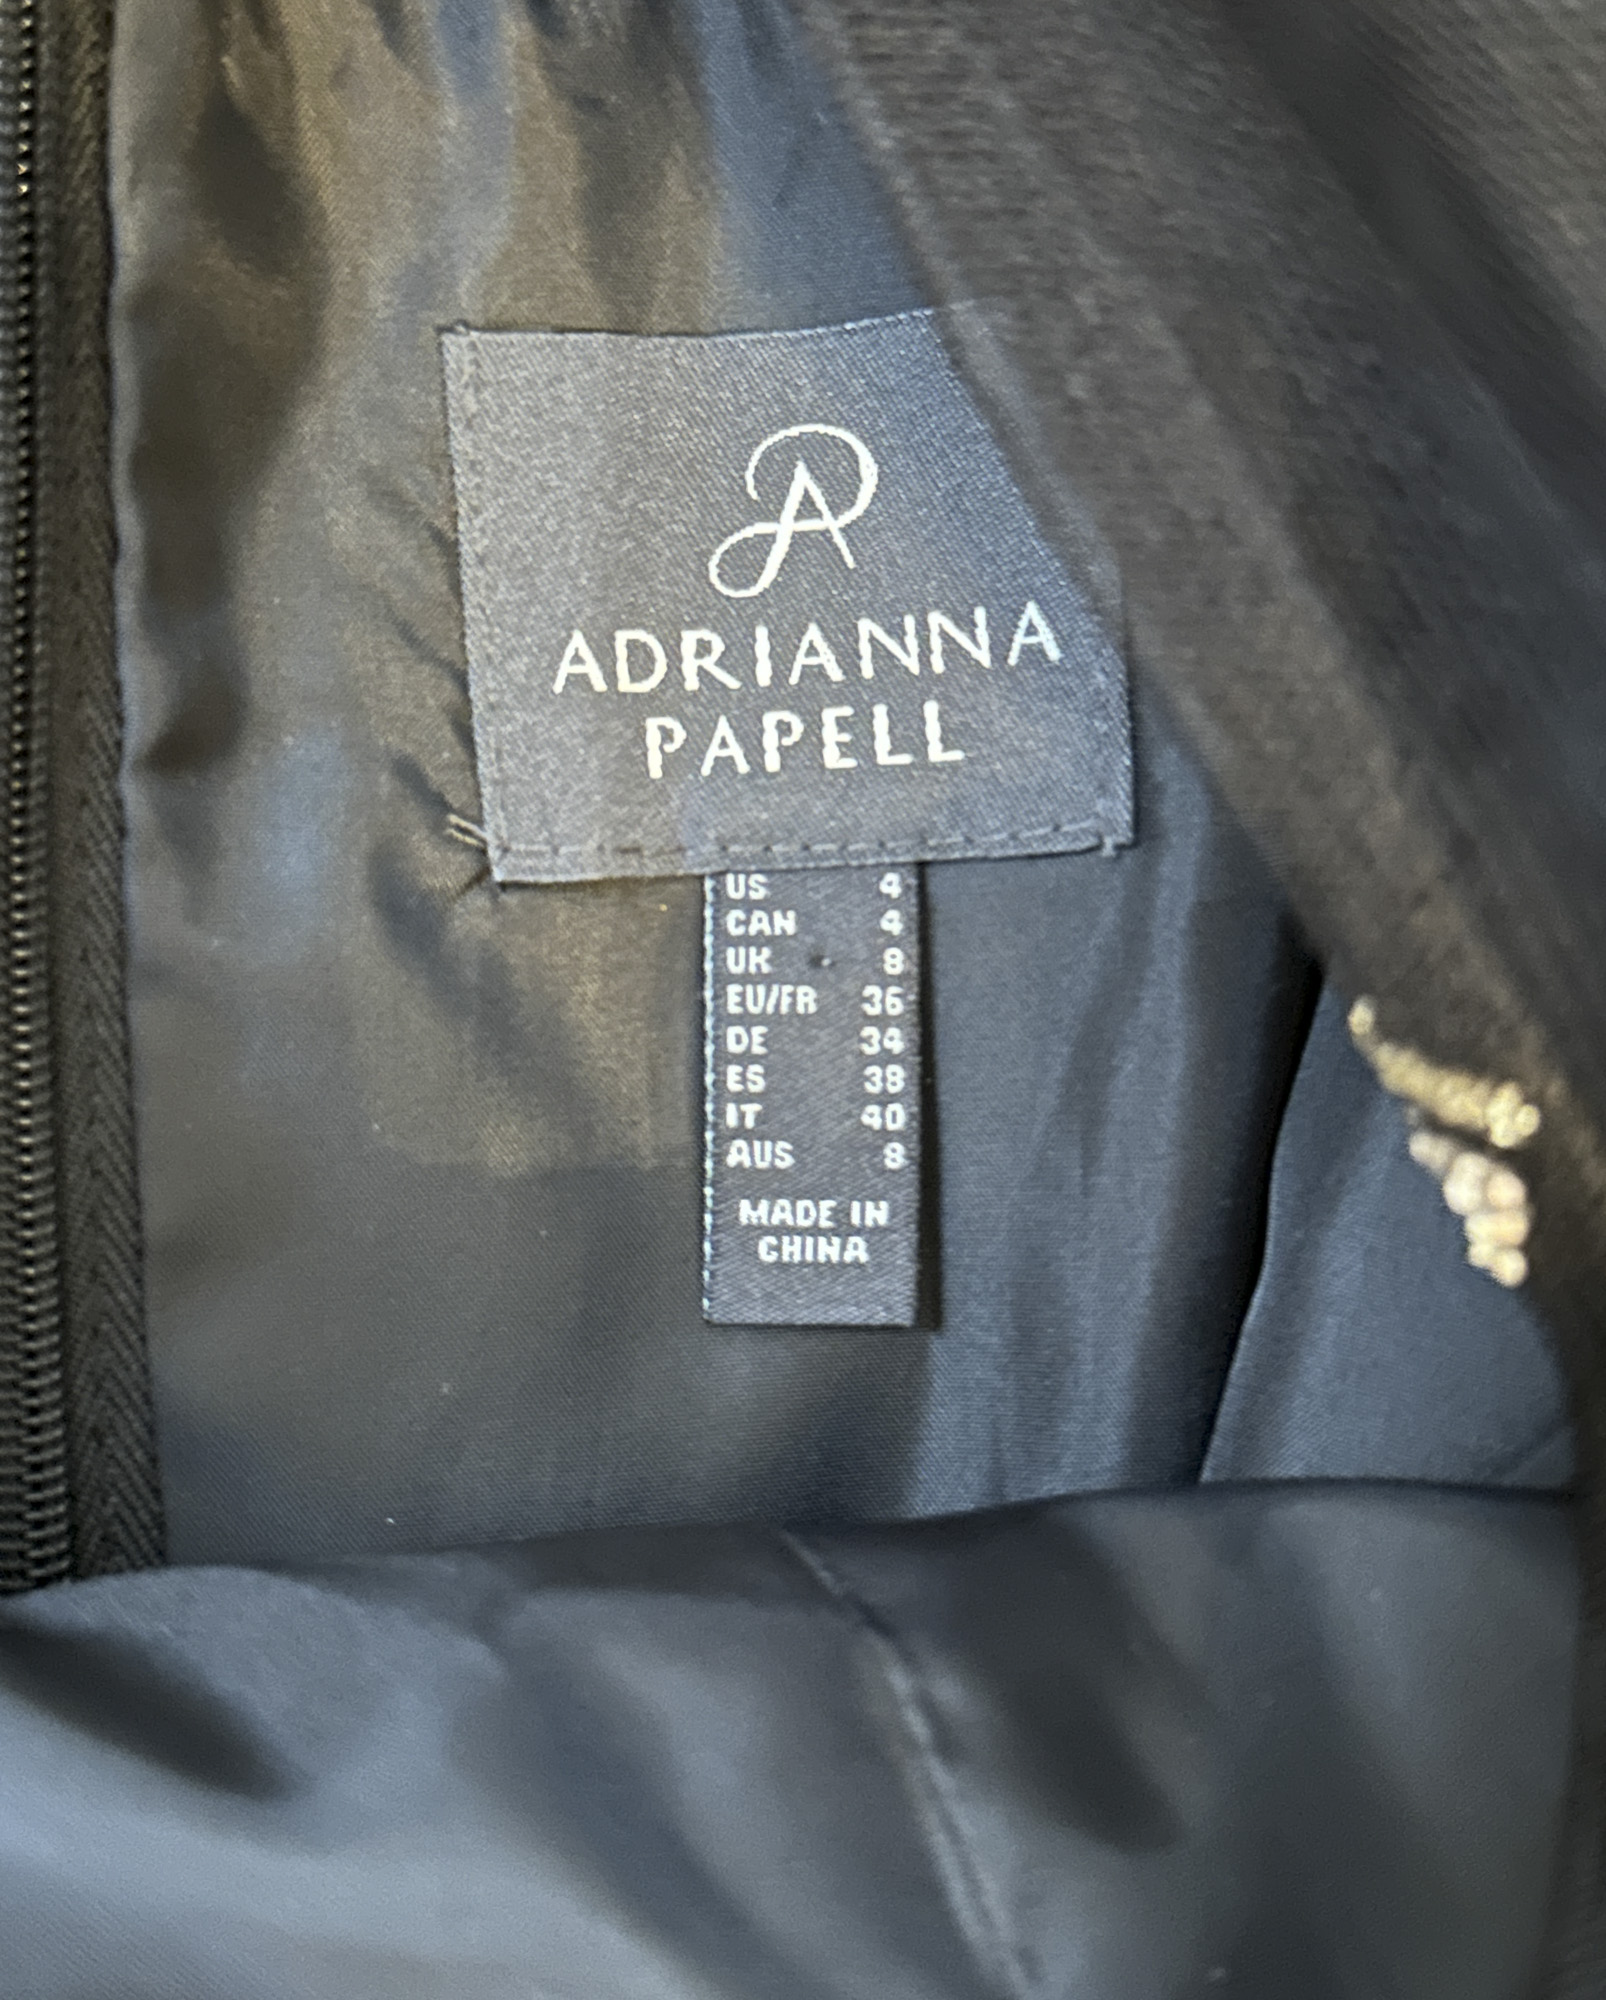 ADRIANNA
PAPELL
US 4
CAN 4
UK 8
EU/FR 36
DE 34
ES 38
IT 40
AUS 8
MADE IN
CHINA